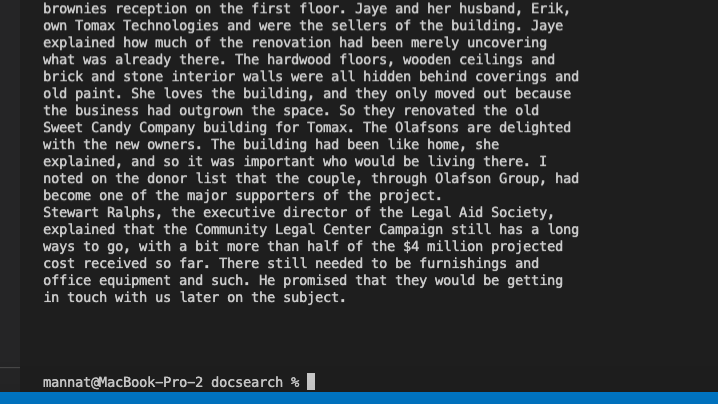 brownies reception on the first floor. Jaye and her husband, Erik,
own Tomax Technologies and were the sellers of the building. Jaye
explained how much of the renovation had been merely uncovering
what was already there. The hardwood floors, wooden ceilings and
brick and stone interior walls were all hidden behind coverings and
old paint. She loves the building, and they only moved out because
the business had outgrown the space. So they renovated the old
Sweet Candy Company building for Tomax. The Olafsons are delighted
with the new owners. The building had been like home, she
explained, and so it was important who would be living there. I
noted on the donor list that the couple, through Olafson Group, had
become one of the major supporters of the project.
Stewart Ralphs, the executive director of the Legal Aid Society,
explained that the Community Legal Center Campaign still has a long
ways to go, with a bit more than half of the $4 million projected
cost received so far. There still needed to be furnishings and
office equipment and such. He promised that they would be getting
in touch with us later on the subject.
mannat@MacBook-Pro-2 docsearch %